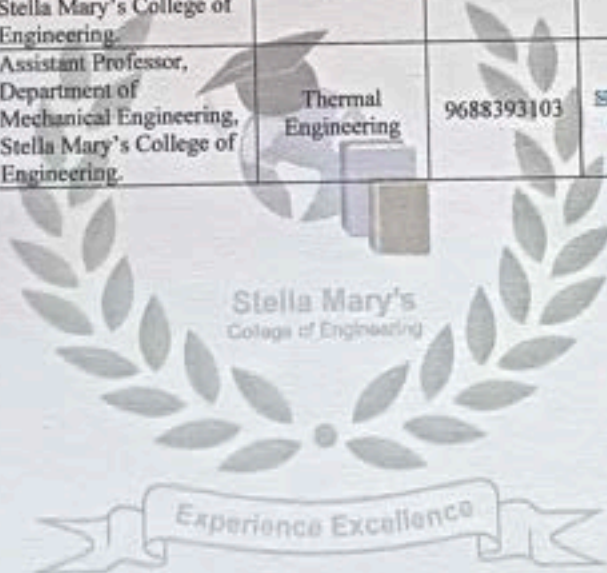 Stella Mary's College of
Engineering.
Assistant Professor,
Department of
Mechanical Engineering,
Stella Mary's College of
Engineering.
Thermal
Engineering
9688393103
Stella Mary's
College of Engineering
Experience Excellence